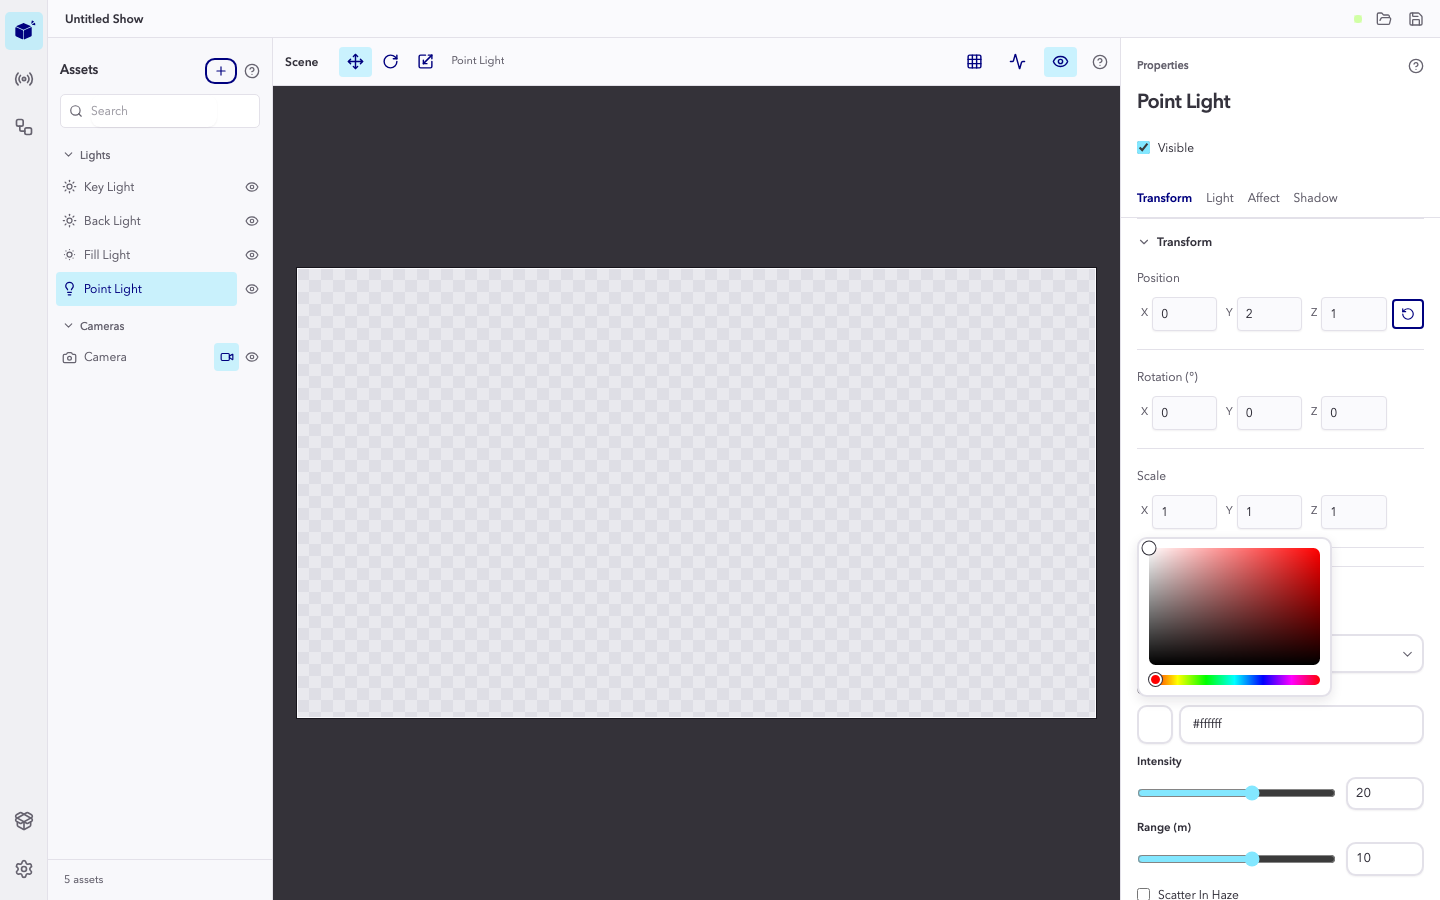 Untitled Show
Assets
Search
Lights
Key Light
Back Light
Fill Light
Point Light
Cameras
Camera
5 assets
Scene
Point Light
Properties
Point Light
Visible
Transform Light Affect Shadow
Transform
Position
X 0 Y 2 Z 1
Rotation (°)
X 0 Y 0 Z 0
Scale
X 1 Y 1 Z 1
#ffffff
Intensity
20
Range (m)
10
Scatter In Haze